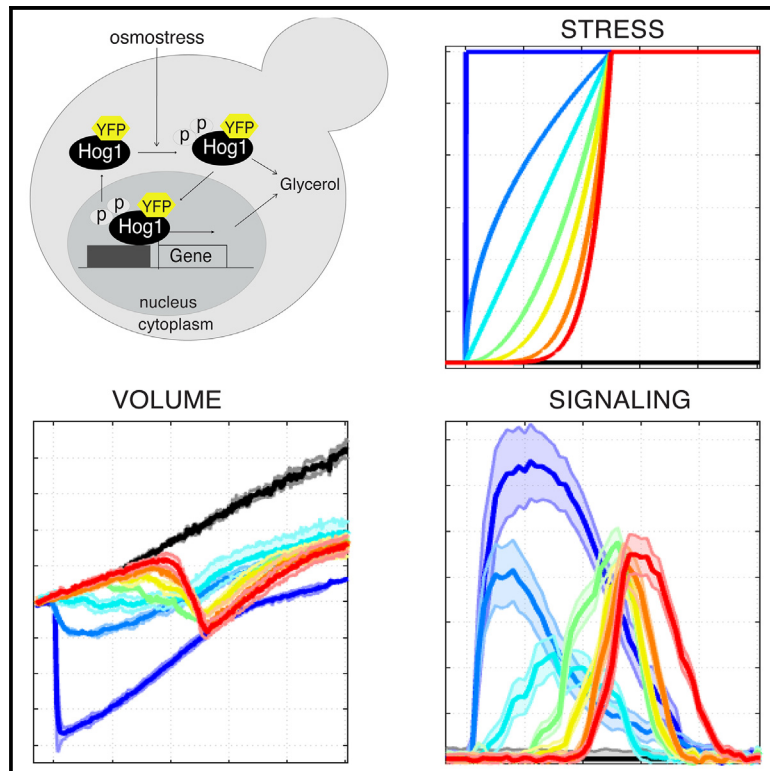 osmostress
YFP
Hog1
p
p
YFP
Hog1
Glycerol
p
p
YFP
Hog1
Gene
nucleus
cytoplasm
STRESS
VOLUME
SIGNALING